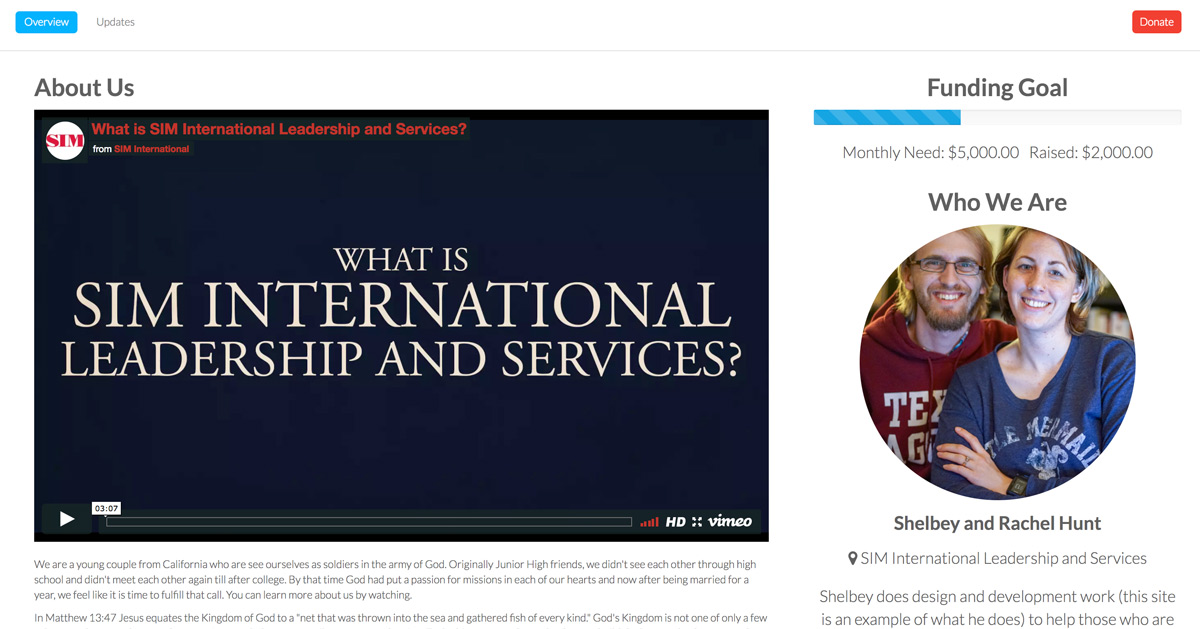 Overview Updates Donate
About Us
SIM
What is SIM International Leadership and Services?
from SIM International
WHAT IS
SIM INTERNATIONAL
LEADERSHIP AND SERVICES?
03:07
HD vimeo
We are a young couple from California who are see ourselves as soldiers in the army of God. Originally Junior High friends, we didn't see each other through high
school and didn't meet each other again till after college. By that time God had put a passion for missions in each of our hearts and now after being married for a
year, we feel like it is time to fulfill that call. You can learn more about us by watching.
In Matthew 13:47 Jesus equates the Kingdom of God to a "net that was thrown into the sea and gathered fish of every kind." God's Kingdom is not one of only a few
Funding Goal
Monthly Need: $5,000.00 Raised: $2,000.00
Who We Are
TEX
AGG
THE MERMAID
Shelbey and Rachel Hunt
SIM International Leadership and Services
Shelbey does design and development work (this site
is an example of what he does) to help those who are